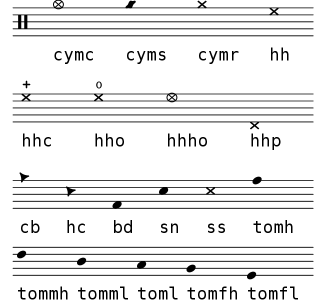 cymc cyms cymr hh
+ o
hhc hho hhho hhp
cb hc bd sn ss tomh
tommh tomml toml tomfh tomfl